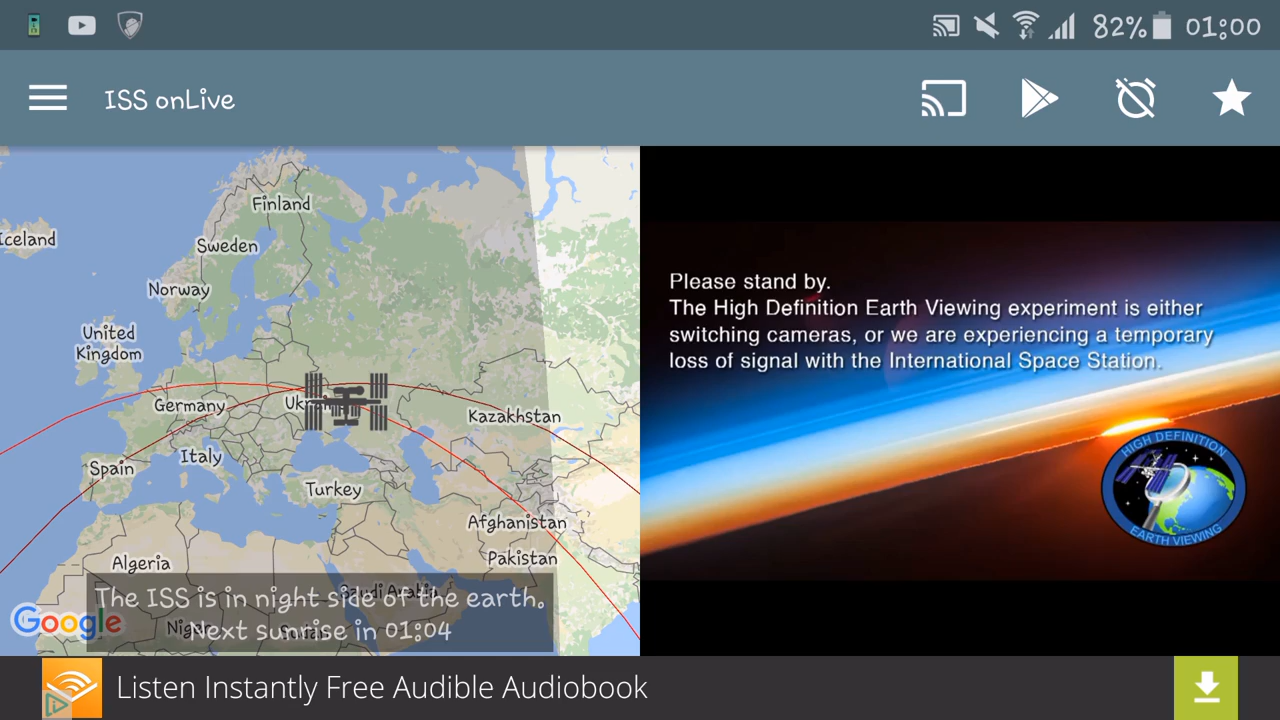 82% 01:00
ISS onLive
Finland
Iceland
Sweden
Norway
United
Kingdom
Germany
Kazakhstan
Spain
Italy
Turkey
Afghanistan
Pakistan
Algeria
Saudi Arabia
The ISS is in night side of the earth.
Next sunrise in 01:04
Google
Please stand by.
The High Definition Earth Viewing experiment is either
switching cameras, or we are experiencing a temporary
loss of signal with the International Space Station.
HIGH DEFINITION
EARTH VIEWING
Listen Instantly Free Audible Audiobook